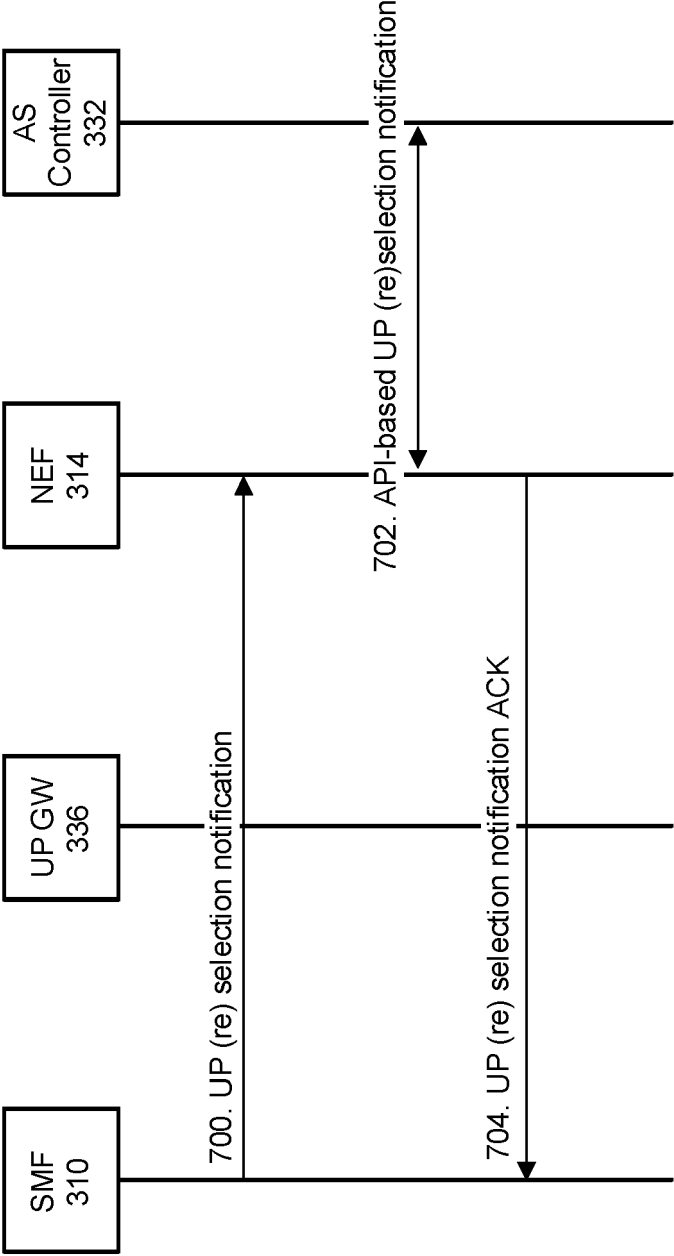 SMF
310
UP GW
336
NEF
314
AS
Controller
332
700. UP (re) selection notification
702. API-based UP (re)selection notification
704. UP (re) selection notification ACK